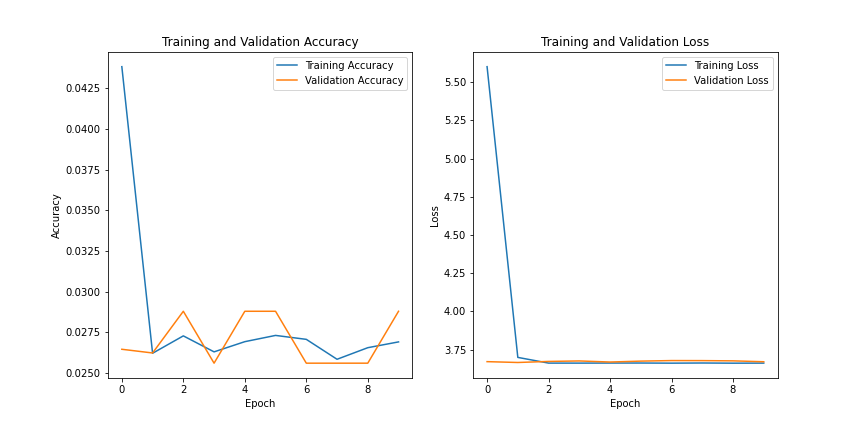 Training and Validation Accuracy
Training Accuracy
Validation Accuracy
0.0425
0.0400
0.0375
0.0350
0.0325
0.0300
0.0275
0.0250
Accuracy
0 2 4 6 8
Epoch
Training and Validation Loss
Training Loss
Validation Loss
5.50
5.25
5.00
4.75
4.50
4.25
4.00
3.75
Loss
0 2 4 6 8
Epoch